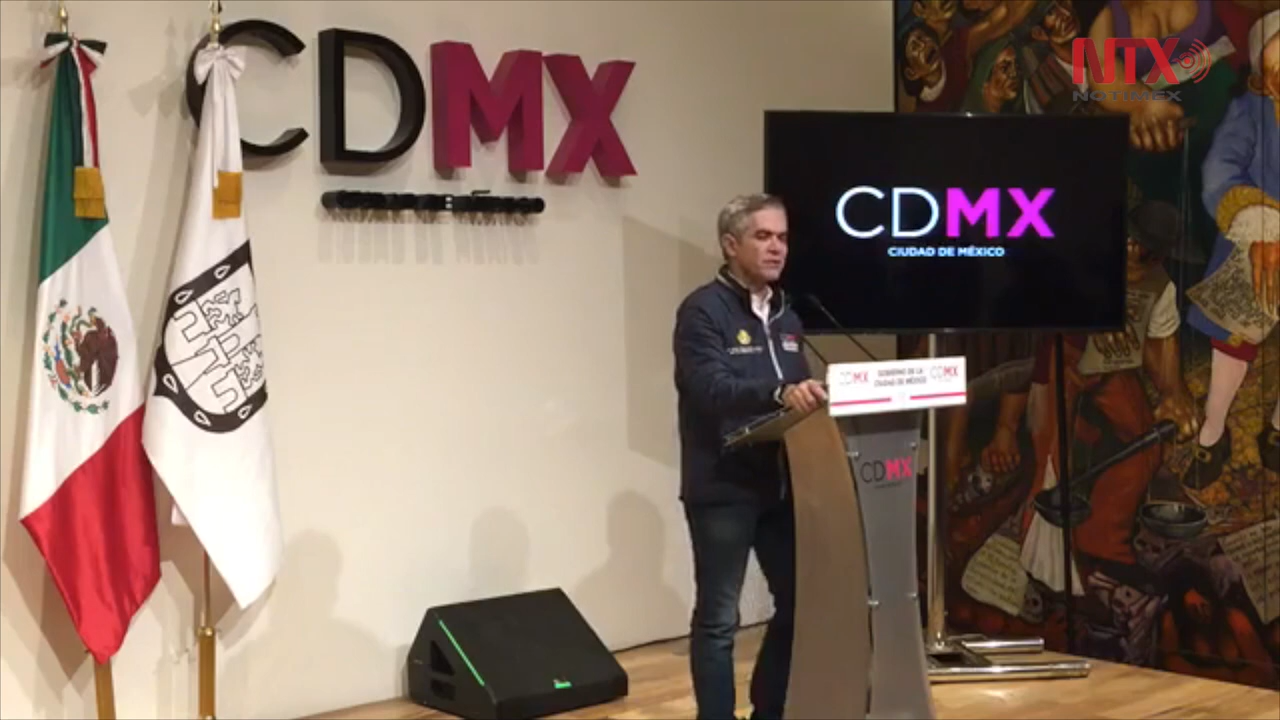 CDMX
NTX
NOTIMEX
CDMX
CIUDAD DE MÉXICO
CDMX
GOBIERNO DE LA
CIUDAD DE MÉXICO
CDMX
CDMX